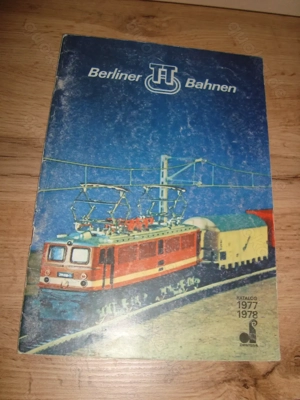 Berliner TT Bahnen
KATALOG
1977
1978